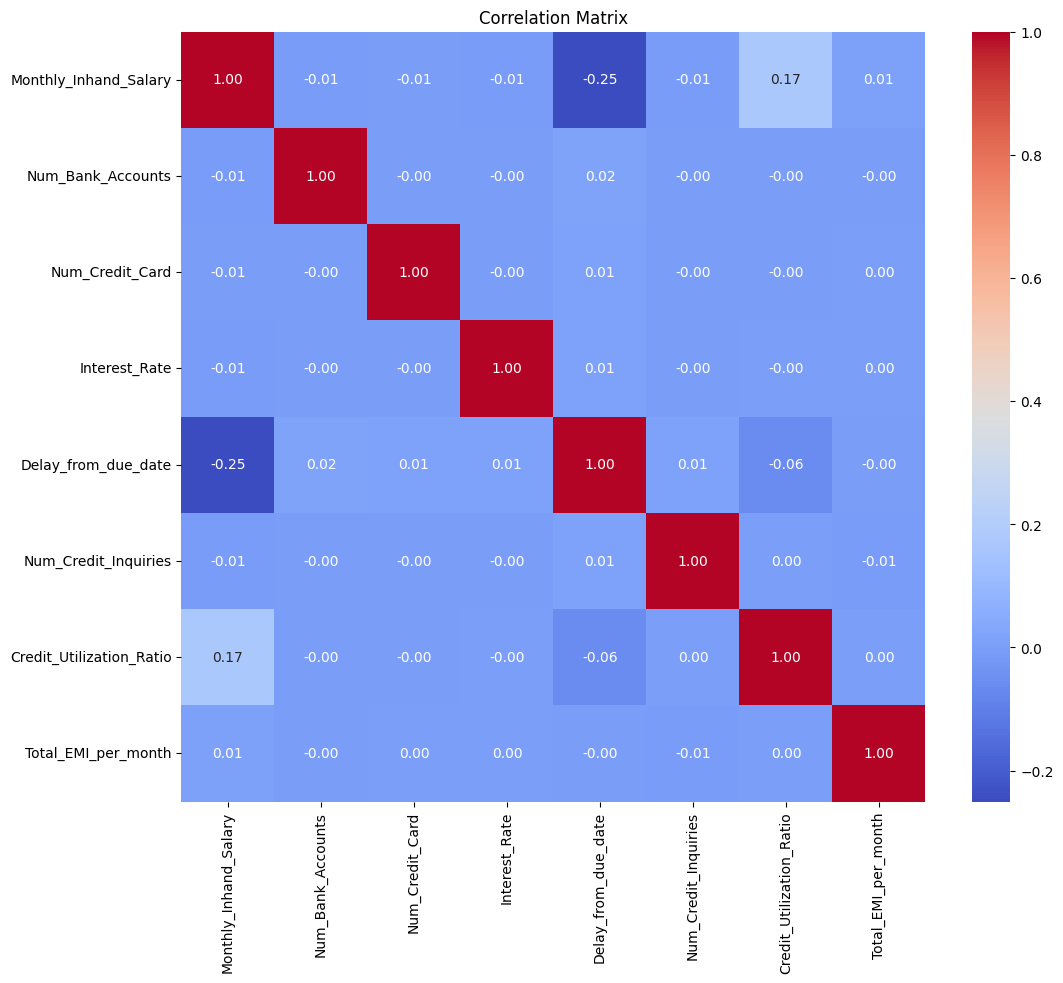 Correlation Matrix
Monthly_Inhand_Salary 1.00 -0.01 -0.01 -0.01 -0.25 -0.01 0.17 0.01
Num_Bank_Accounts -0.01 1.00 -0.00 -0.00 0.02 -0.00 -0.00 -0.00
Num_Credit_Card -0.01 -0.00 1.00 -0.00 0.01 -0.00 -0.00 0.00
Interest_Rate -0.01 -0.00 -0.00 1.00 0.01 -0.00 -0.00 0.00
Delay_from_due_date -0.25 0.02 0.01 0.01 1.00 0.01 -0.06 -0.00
Num_Credit_Inquiries -0.01 -0.00 -0.00 -0.00 0.01 1.00 0.00 -0.01
Credit_Utilization_Ratio 0.17 -0.00 -0.00 -0.00 -0.06 0.00 1.00 0.00
Total_EMI_per_month 0.01 -0.00 0.00 0.00 -0.00 -0.01 0.00 1.00
Monthly_Inhand_Salary
Num_Bank_Accounts
Num_Credit_Card
Interest_Rate
Delay_from_due_date
Num_Credit_Inquiries
Credit_Utilization_Ratio
Total_EMI_per_month
1.0
0.8
0.6
0.4
0.2
0.0
−0.2